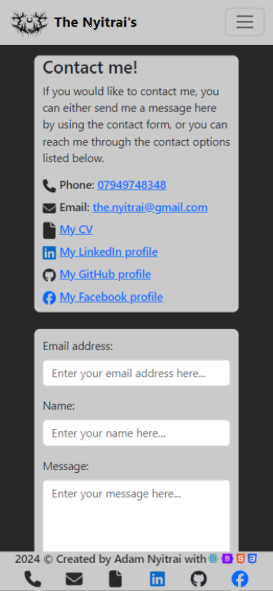 The Nyitrai's
Contact me!
If you would like to contact me, you
can either send me a message here
by using the contact form, or you can
reach me through the contact options
listed below.
Phone: 07949748348
Email: the.nyitrai@gmail.com
My CV
My LinkedIn profile
My GitHub profile
My Facebook profile
Email address:
Enter your email address here...
Name:
Enter your name here...
Message:
Enter your message here...
2024 © Created by Adam Nyitrai with